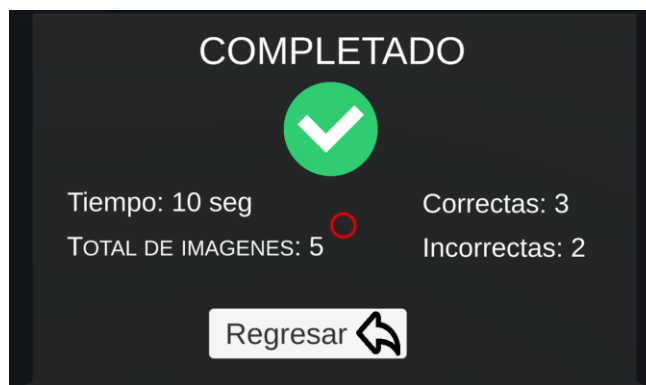 COMPLETADO
Tiempo: 10 seg
Correctas: 3
TOTAL DE IMAGENES: 5
Incorrectas: 2
Regresar